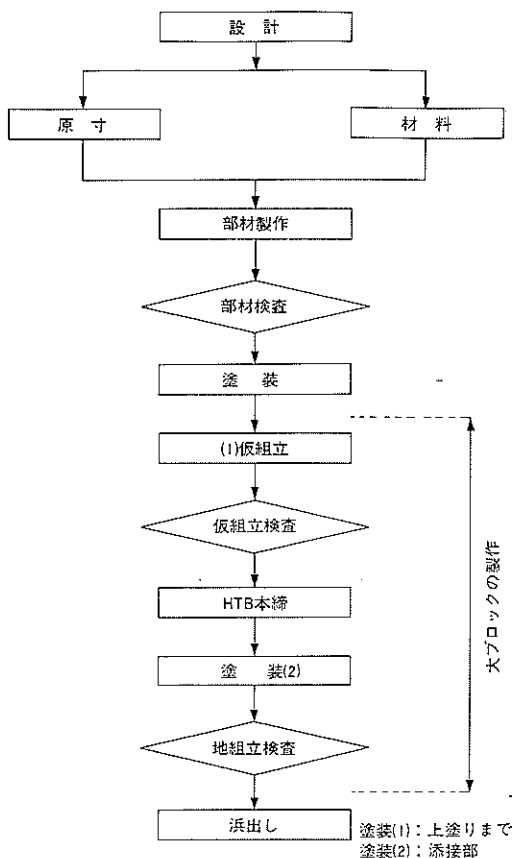 設 計
原 寸
材 料
部材製作
部材検査
塗 装
(1)仮組立
仮組立検査
HTB本締
塗 装(2)
地組立検査
浜出し
大ブロックの製作
塗装(1)：上塗りまで
塗装(2)：添接部